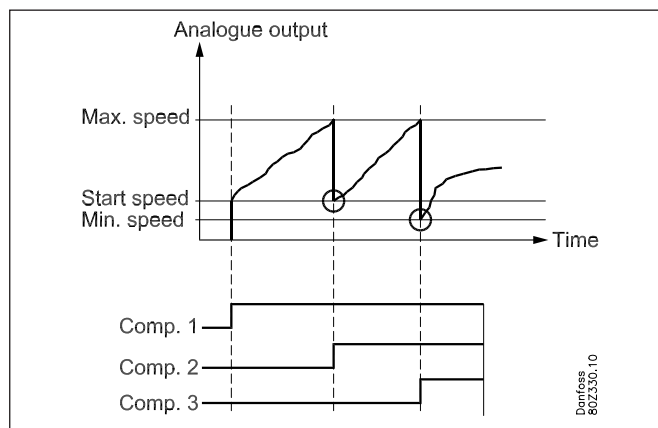 Analogue output
Max. speed
Start speed
Min. speed
Time
Comp. 1
Comp. 2
Comp. 3
Danfoss
80Z330.10